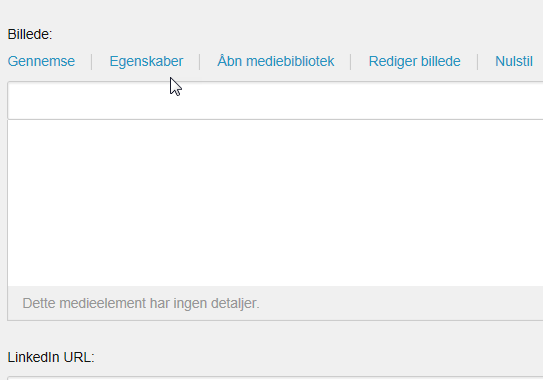 Billede:
Gennemse | Egenskaber | Åbn mediebibliotek | Rediger billede | Nulstil
Dette medieelement har ingen detaljer.
LinkedIn URL: